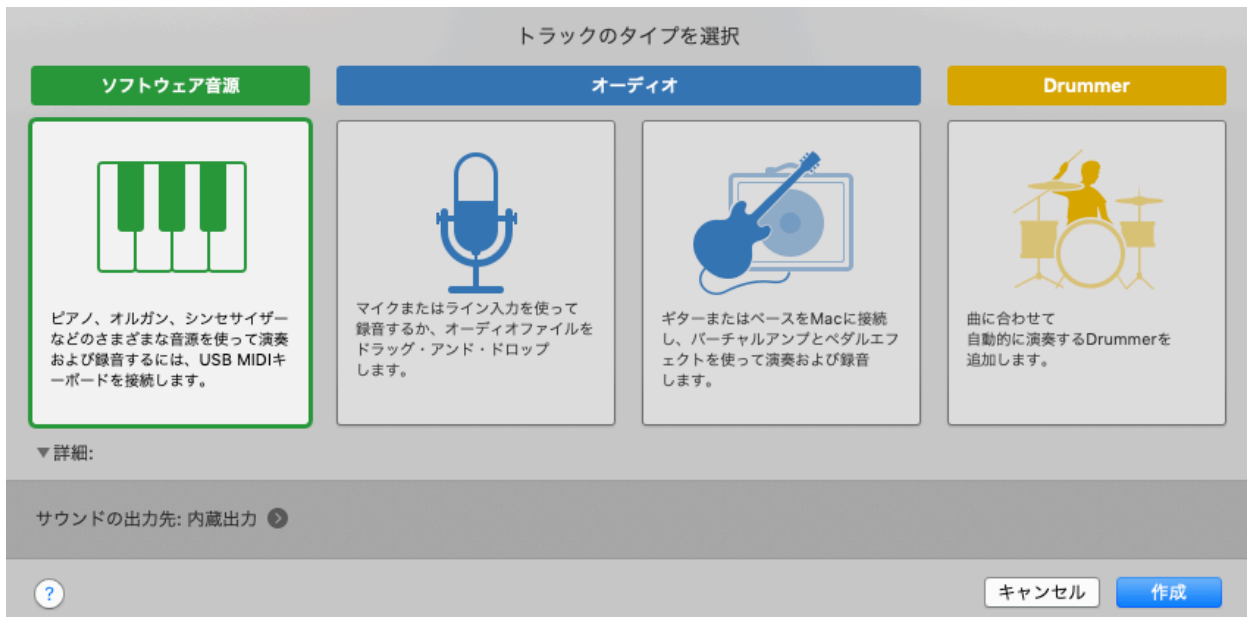 トラックのタイプを選択
ソフトウェア音源
オーディオ
Drummer
ピアノ、オルガン、シンセサイザー
などのさまざまな音源を使って演奏
および録音するには、USB MIDIキ
ーボードを接続します。
マイクまたはライン入力を使って
録音するか、オーディオファイルを
ドラッグ・アンド・ドロップ
します。
ギターまたはベースをMacに接続
し、バーチャルアンプとペダルエフ
ェクトを使って演奏および録音
します。
曲に合わせて
自動的に演奏するDrummerを
追加します。
▼詳細:
サウンドの出力先: 内蔵出力
?
キャンセル
作成